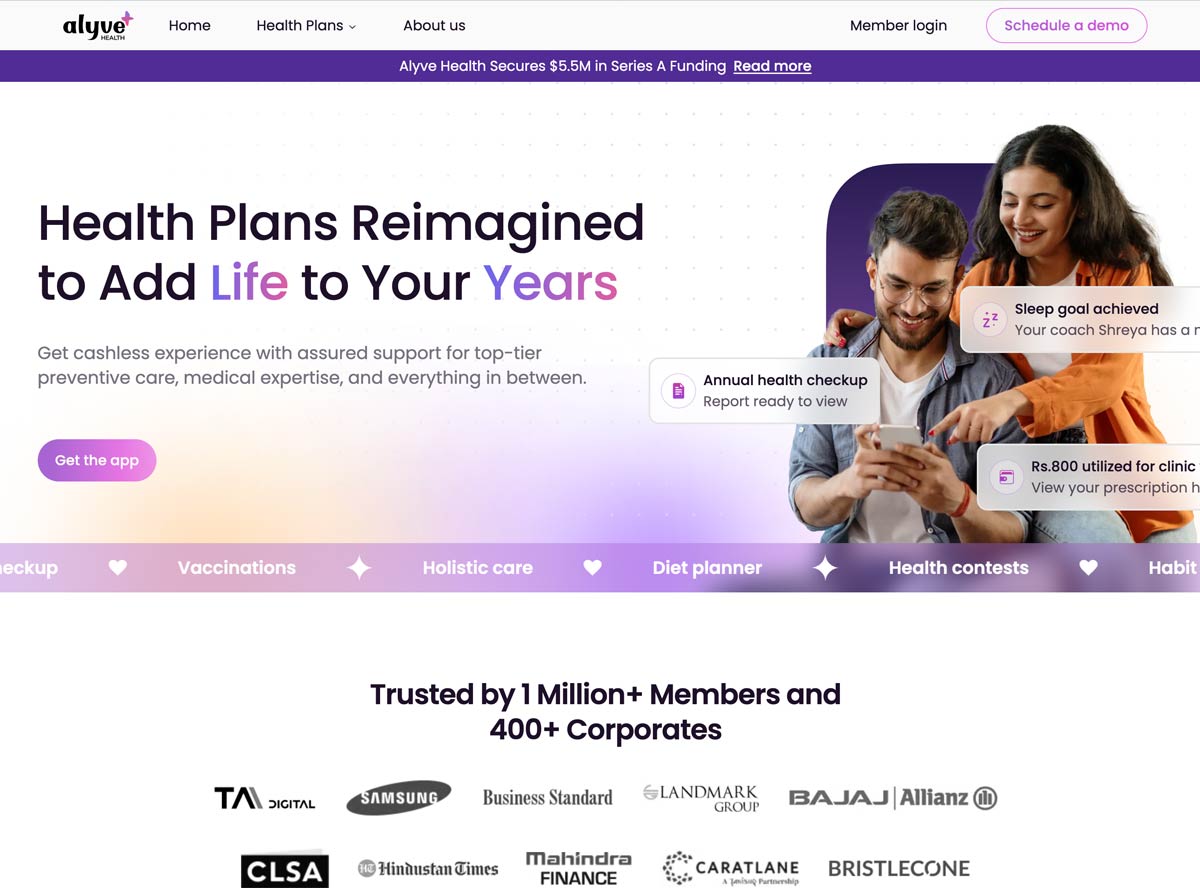 alyve
HEALTH
Home
Health Plans
About us
Member login
Schedule a demo
Alyve Health Secures $5.5M in Series A Funding Read more
Health Plans Reimagined
to Add Life to Your Years
Get cashless experience with assured support for top-tier
preventive care, medical expertise, and everything in between.
Get the app
Sleep goal achieved
Your coach Shreya has a
Annual health checkup
Report ready to view
Rs.800 utilized for clinic
View your prescription
Vaccinations
Holistic care
Diet planner
Health contests
Habit
Trusted by 1 Million+ Members and
400+ Corporates
TA DIGITAL
SAMSUNG
Business Standard
LANDMARK
GROUP
BAJAJ Allianz
CLSA
HT Hindustan Times
Mahindra
FINANCE
CARATLANE
A Tanishq Partnership
BRISTLECONE